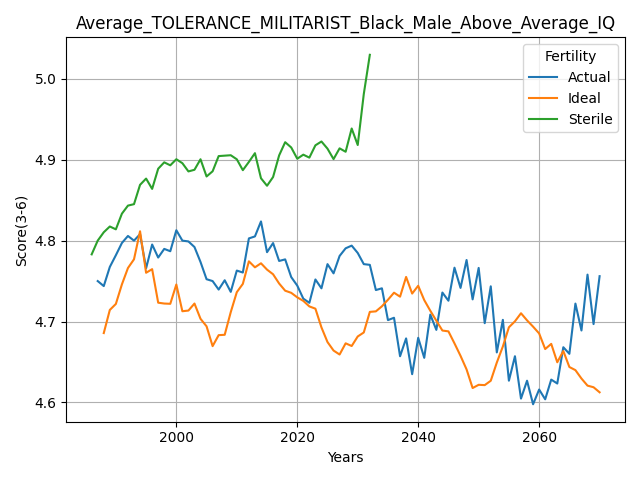 Average_TOLERANCE_MILITARIST_Black_Male_Above_Average_IQ
Score(3-6)
5.0
4.9
4.8
4.7
4.6
2000 2020 2040 2060
Years
Fertility
Actual
Ideal
Sterile